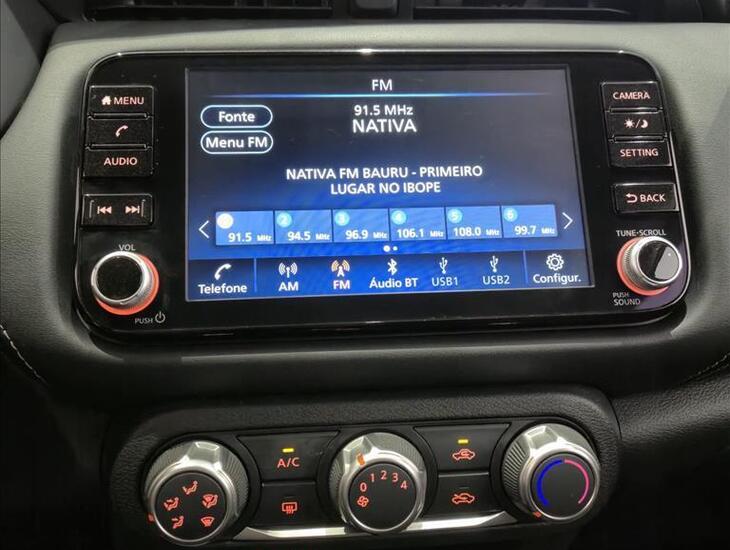 FM
MENU
CAMERA
Fonte
91.5 MHz
NATIVA
Menu FM
AUDIO
SETTING
NATIVA FM BAURU - PRIMEIRO
LUGAR NO IBOPE
BACK
1 2 3 4 5 6
91.5 MHz 94.5 MHz 96.9 MHz 106.1 MHz 108.0 MHz 99.7 MHz
VOL
TUNE·SCROLL
Telefone AM FM Áudio BT USB1 USB2 Configur.
PUSH
PUSH
SOUND
A/C
0 1 2 3 4